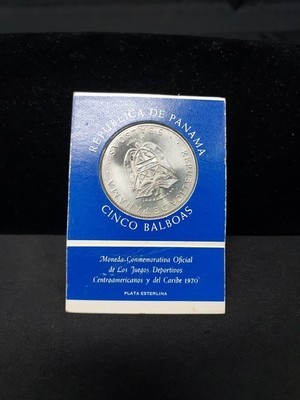 REPUBLICA DE PANAMA
CINCO BALBOAS
Moneda Conmemorativa Oficial
de Los Juegos Deportivos
Centroamericanos y del Caribe 1970
PLATA ESTERLINA